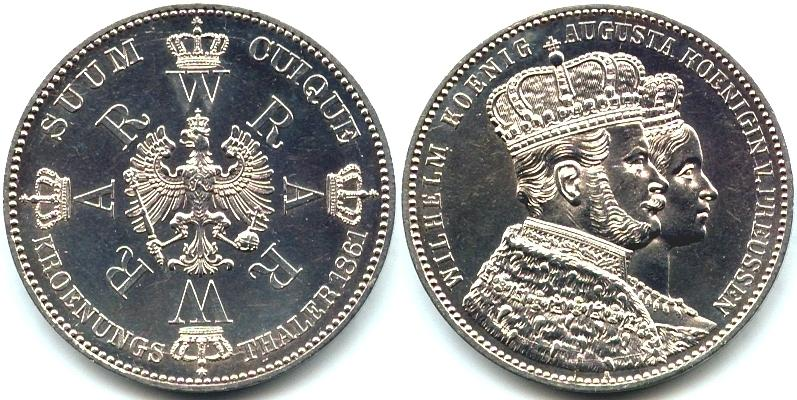 SUUM CUIQUE
W R A R W R A R
KROENUNGS THALER 1861
WILHELM KOENIG AUGUSTA KOENIGIN V. PREUSSEN
A